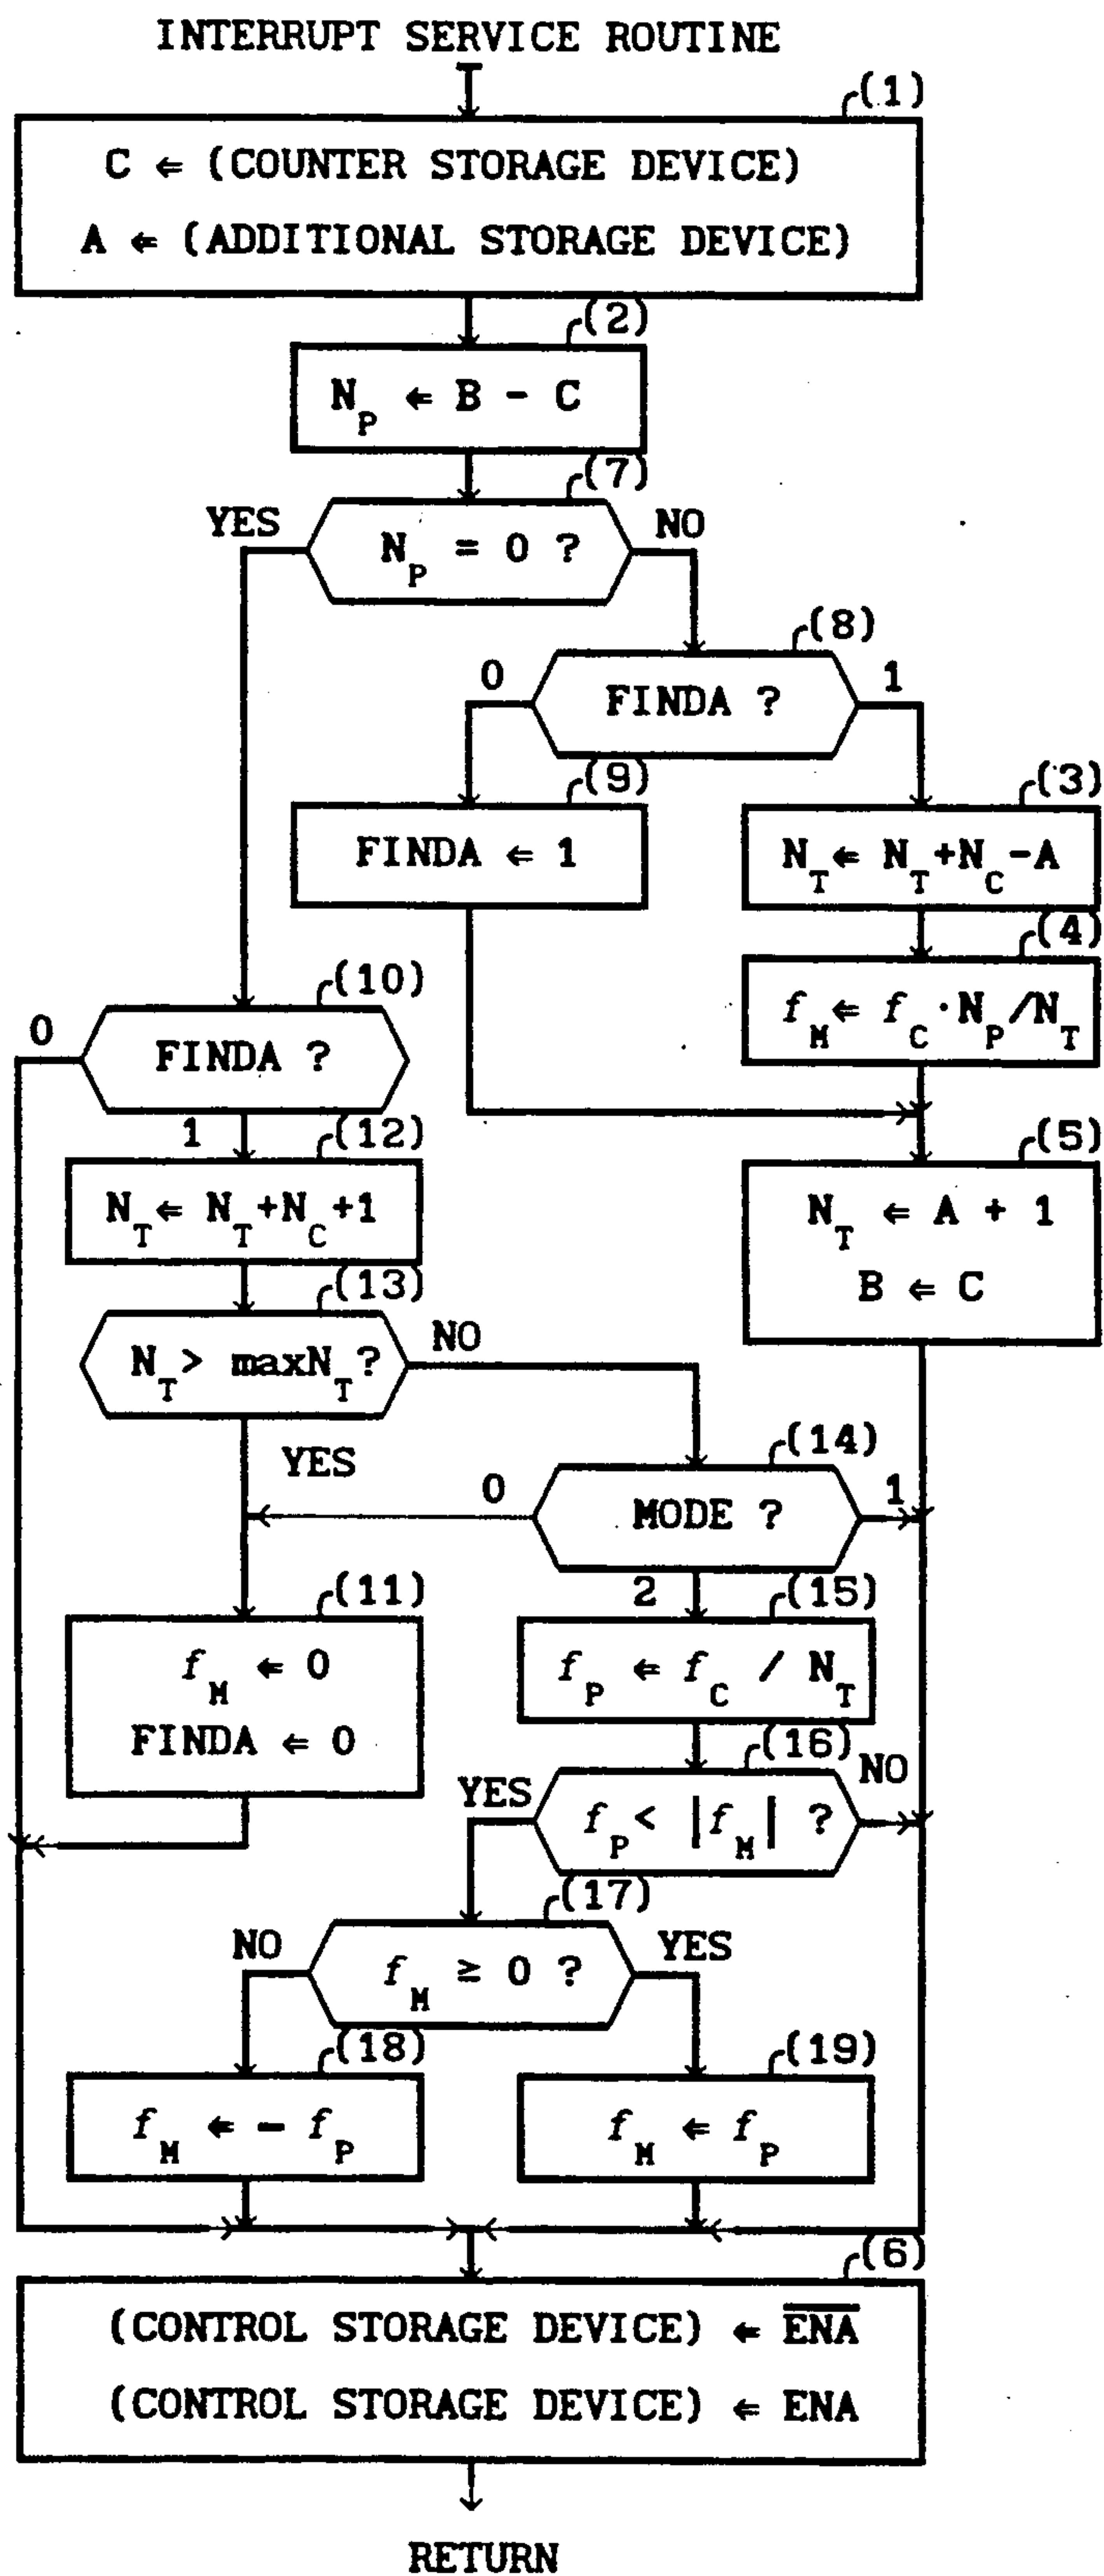 INTERRUPT SERVICE ROUTINE
(1)
C ⇐ (COUNTER STORAGE DEVICE)
A ⇐ (ADDITIONAL STORAGE DEVICE)
(2)
N_P ⇐ B - C
(7)
YES
N_P = 0 ?
NO
(8)
0
FINDA ?
1
(9)
FINDA ⇐ 1
(3)
N_T ⇐ N_T+N_C-A
(4)
f_M ⇐ f_C·N_P/N_T
(10)
0
FINDA ?
1
(12)
N_T ⇐ N_T+N_C+1
(5)
N_T ⇐ A + 1
B ⇐ C
(13)
N_T > maxN_T ?
NO
YES
(14)
0
MODE ?
1
2
(11)
f_M ⇐ 0
FINDA ⇐ 0
(15)
f_P ⇐ f_C / N_T
(16)
YES
f_P < |f_M| ?
NO
(17)
NO
f_M ≥ 0 ?
YES
(18)
f_M ⇐ - f_P
(19)
f_M ⇐ f_P
(6)
(CONTROL STORAGE DEVICE) ⇐ E̅N̅A̅
(CONTROL STORAGE DEVICE) ⇐ ENA
RETURN